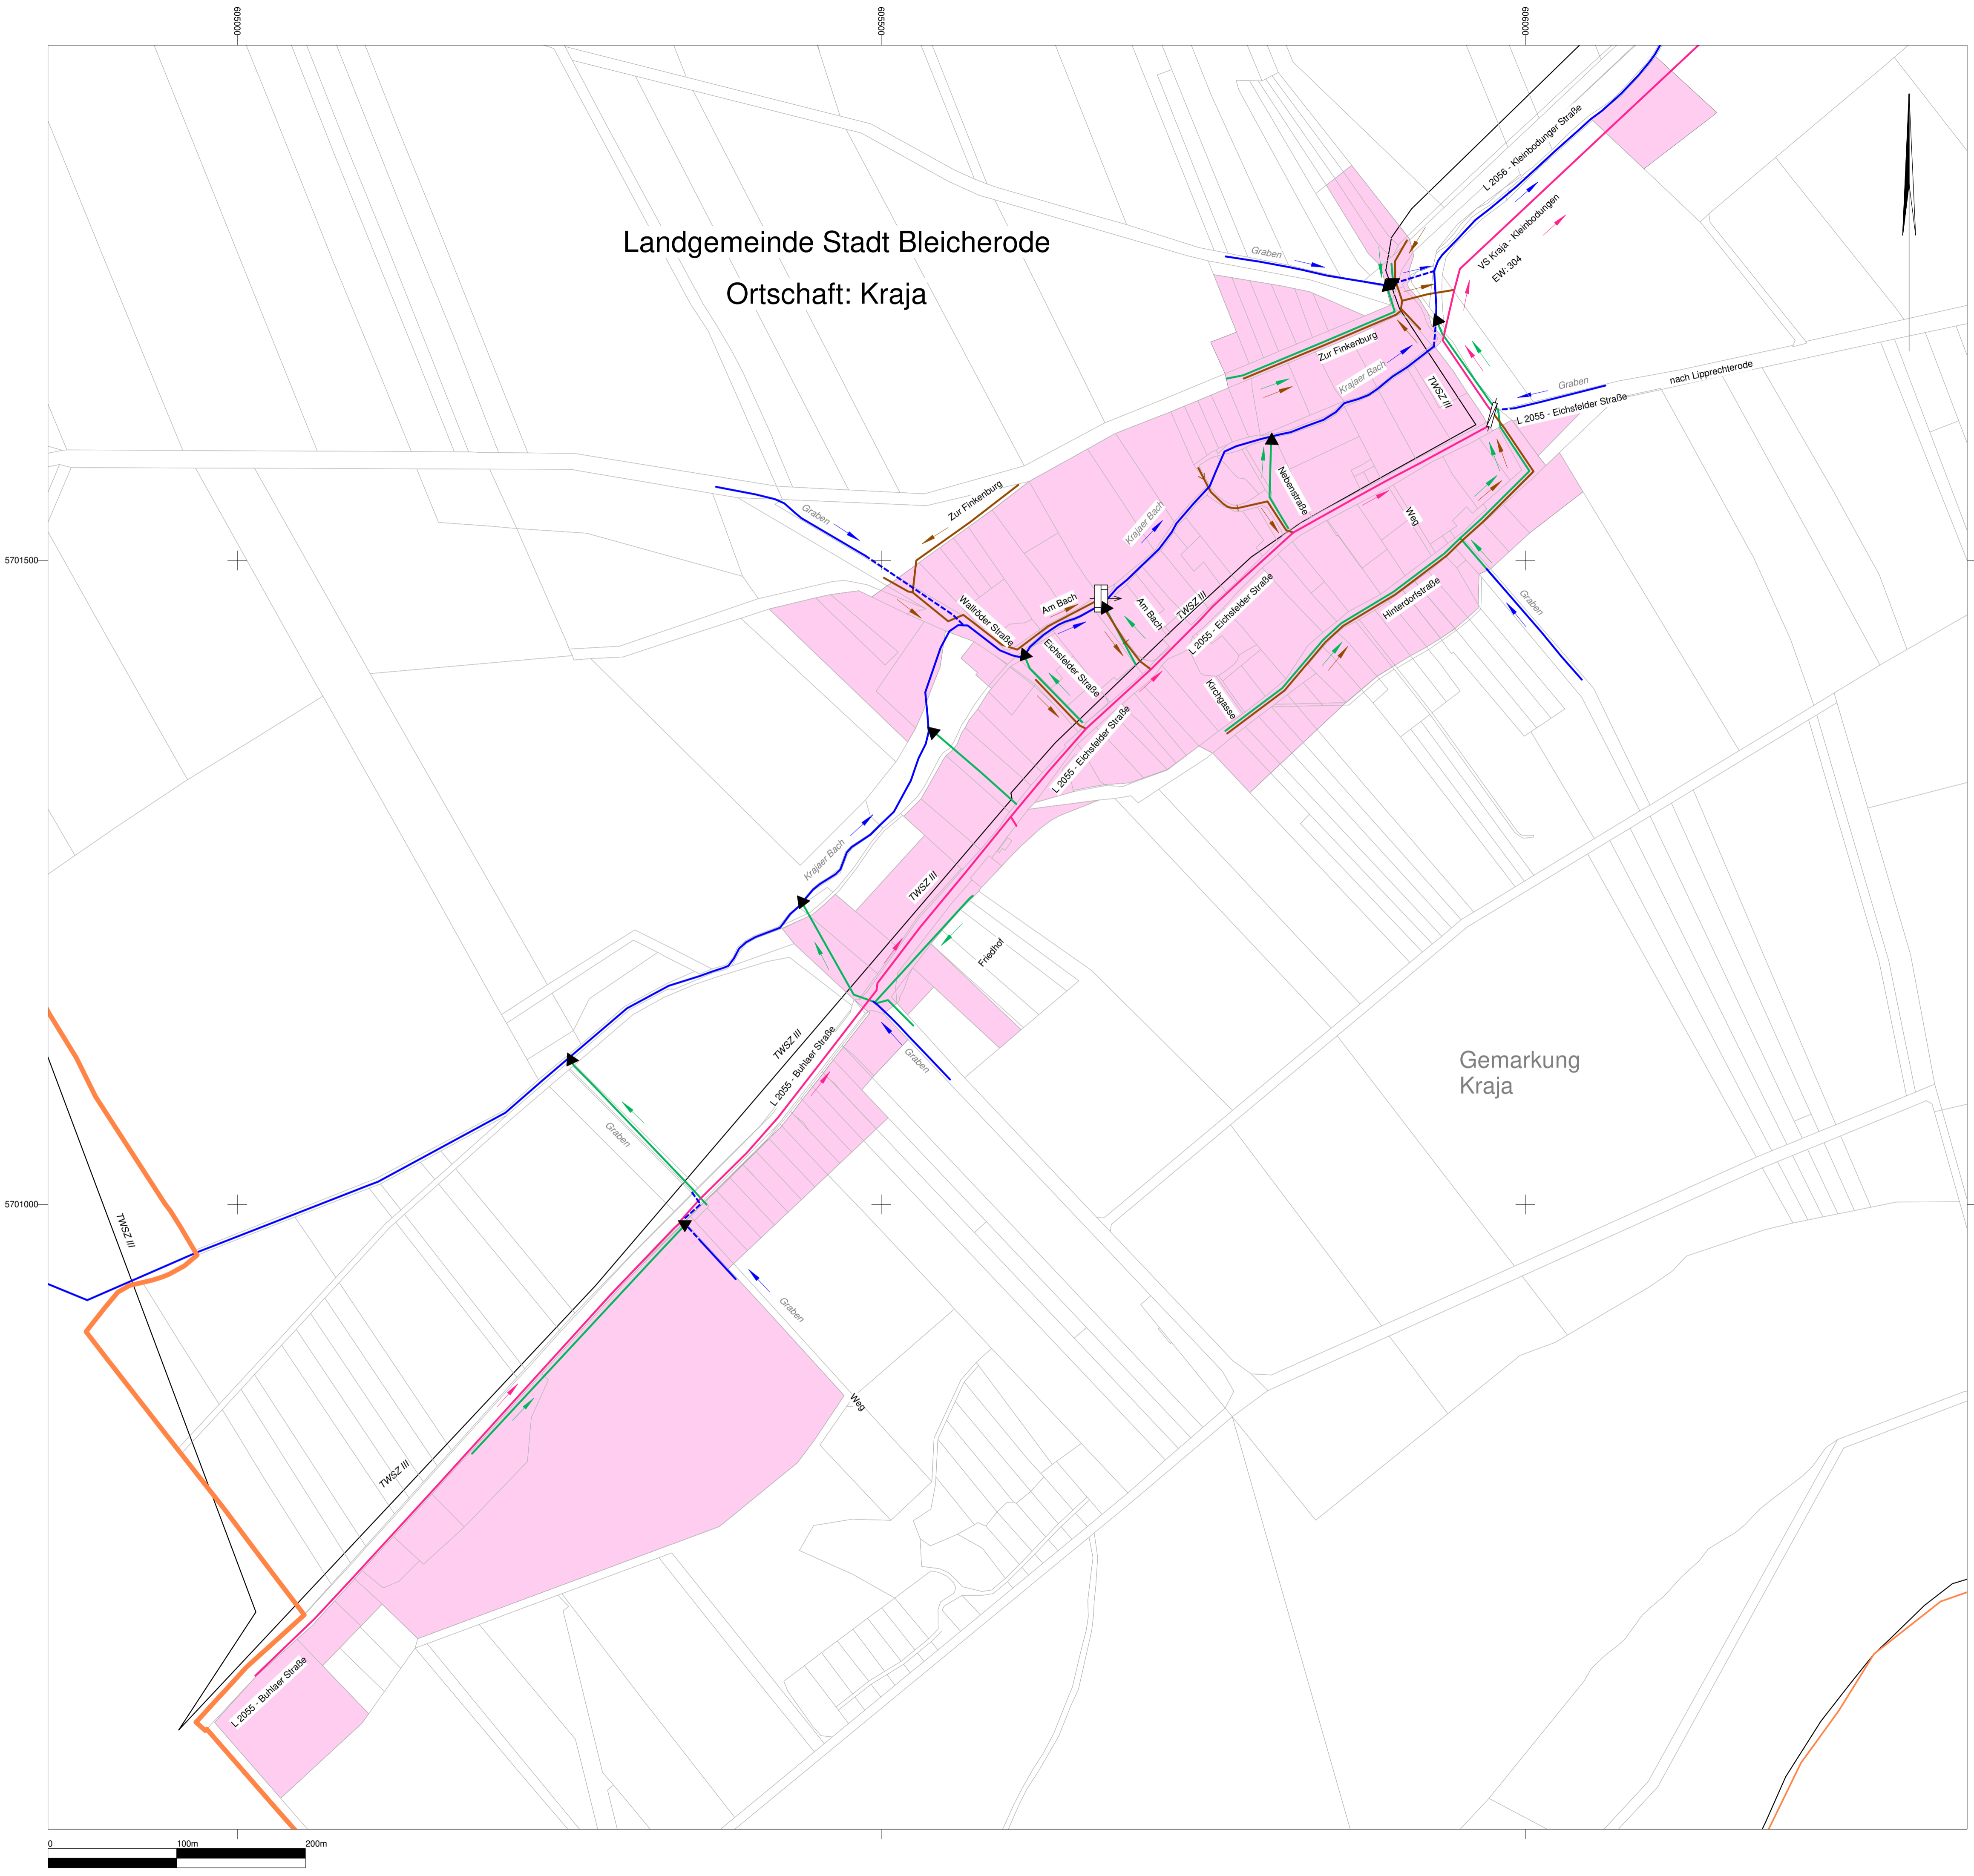 605000
605500
606000
L 2056 - Kleinbodunger Straße
VS Kraja - Kleinbodungen
EW: 304
Landgemeinde Stadt Bleicherode
Ortschaft: Kraja
Graben
Zur Finkenburg
Krajaer Bach
TWSZ III
nach Lipprechterode
Graben
L 2055 - Eichsfelder Straße
Zur Finkenburg
Graben
Nebenstraße
Krajaer Bach
Weg
5701500
Wallröder Straße
Am Bach
Am Bach
TWSZ III
L 2055 - Eichsfelder Straße
Hinterdorfstraße
Graben
Eichsfelder Straße
Kirchgasse
L 2055 - Eichsfelder Straße
Krajaer Bach
TWSZ III
Friedhof
TWSZ III
L 2055 - Buhlaer Straße
Graben
Gemarkung
Kraja
Graben
5701000
TWSZ III
Graben
Weg
TWSZ III
L 2055 - Buhlaer Straße
0
100m
200m